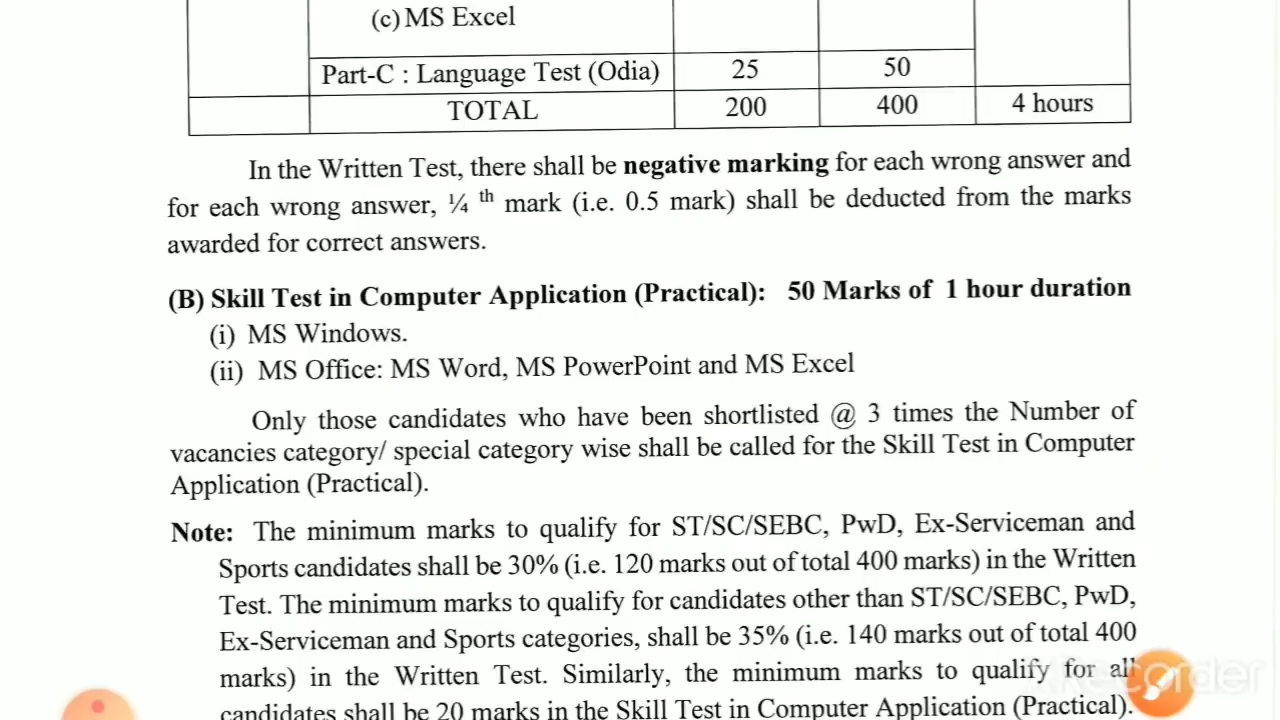 (c) MS Excel
Part-C : Language Test (Odia) 25 50
TOTAL 200 400 4 hours
In the Written Test, there shall be negative marking for each wrong answer and
for each wrong answer, ¼ th mark (i.e. 0.5 mark) shall be deducted from the marks
awarded for correct answers.
(B) Skill Test in Computer Application (Practical): 50 Marks of 1 hour duration
(i) MS Windows.
(ii) MS Office: MS Word, MS PowerPoint and MS Excel
Only those candidates who have been shortlisted @ 3 times the Number of
vacancies category/ special category wise shall be called for the Skill Test in Computer
Application (Practical).
Note: The minimum marks to qualify for ST/SC/SEBC, PwD, Ex-Serviceman and
Sports candidates shall be 30% (i.e. 120 marks out of total 400 marks) in the Written
Test. The minimum marks to qualify for candidates other than ST/SC/SEBC, PwD,
Ex-Serviceman and Sports categories, shall be 35% (i.e. 140 marks out of total 400
marks) in the Written Test. Similarly, the minimum marks to qualify for all
candidates shall be 20 marks in the Skill Test in Computer Application (Practical).
Recorder